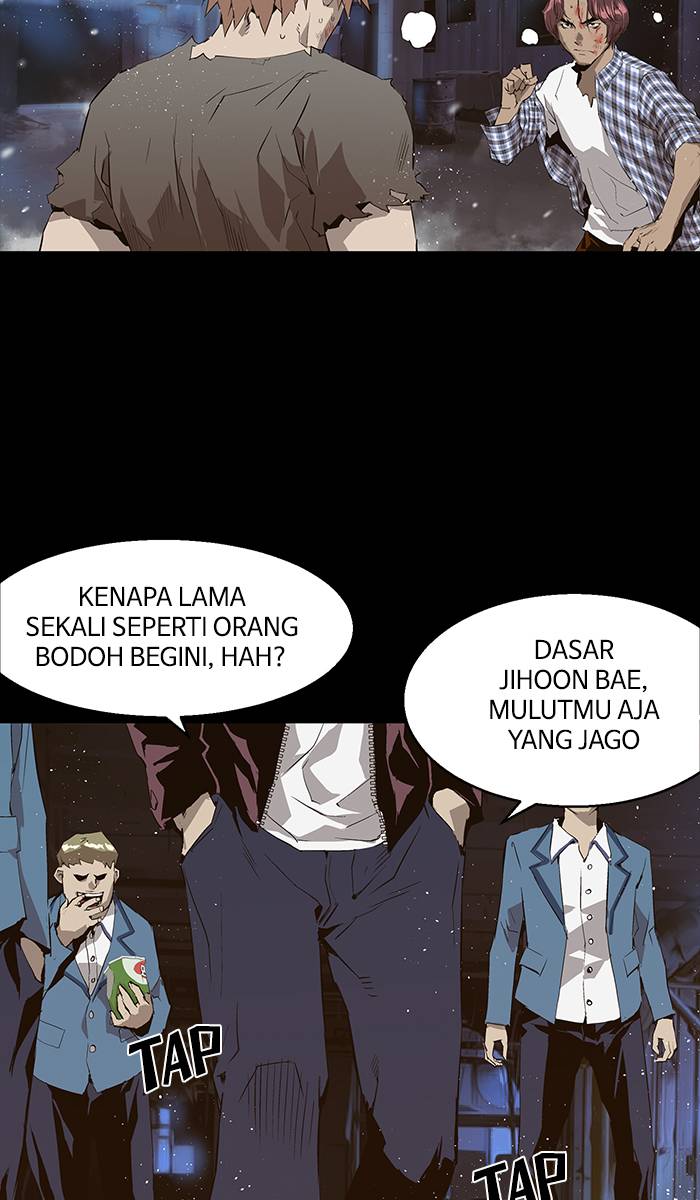 KENAPA LAMA
SEKALI SEPERTI ORANG
BODOH BEGINI, HAH?
DASAR
JIHOON BAE,
MULUTMU AJA
YANG JAGO
TAP
TAP